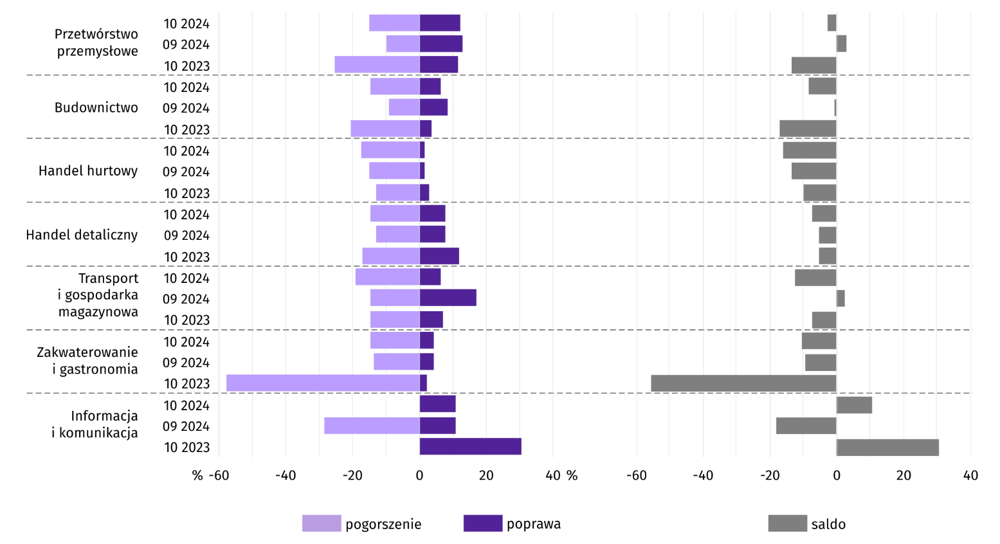 Przetwórstwo
przemysłowe
10 2024
09 2024
10 2023
Budownictwo
10 2024
09 2024
10 2023
Handel hurtowy
10 2024
09 2024
10 2023
Handel detaliczny
10 2024
09 2024
10 2023
Transport
i gospodarka
magazynowa
10 2024
09 2024
10 2023
Zakwaterowanie
i gastronomia
10 2024
09 2024
10 2023
Informacja
i komunikacja
10 2024
09 2024
10 2023
% -60 -40 -20 0 20 40 % -60 -40 -20 0 20 40
pogorszenie poprawa saldo